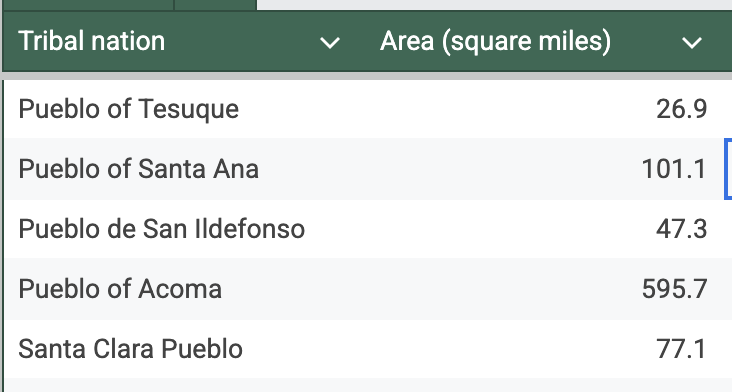 Tribal nation Area (square miles)
Pueblo of Tesuque 26.9
Pueblo of Santa Ana 101.1
Pueblo de San Ildefonso 47.3
Pueblo of Acoma 595.7
Santa Clara Pueblo 77.1